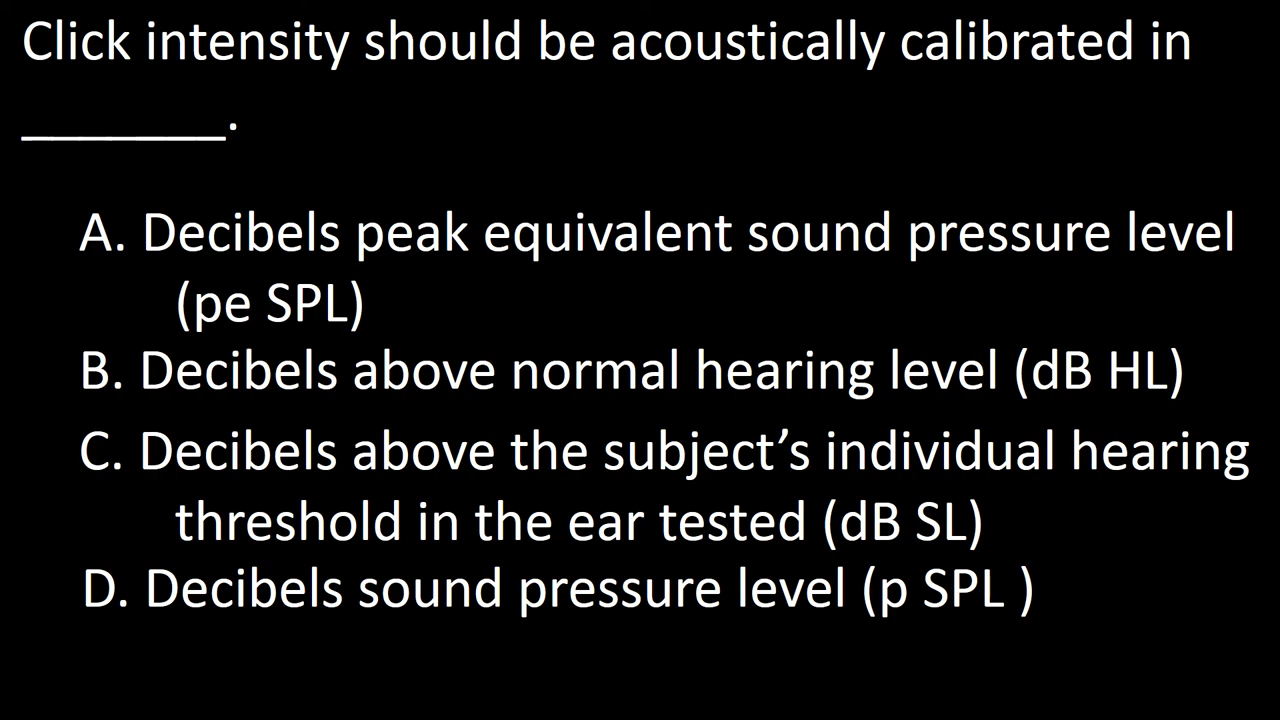 Click intensity should be acoustically calibrated in
________.
A. Decibels peak equivalent sound pressure level
(pe SPL)
B. Decibels above normal hearing level (dB HL)
C. Decibels above the subject’s individual hearing
threshold in the ear tested (dB SL)
D. Decibels sound pressure level (p SPL )